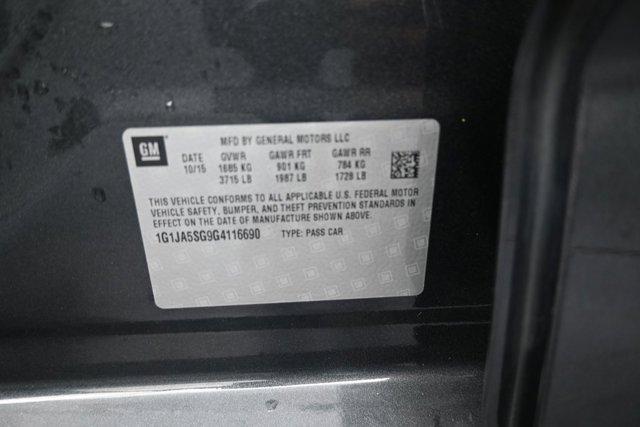 GM
MFD BY GENERAL MOTORS LLC
DATE GVWR GAWR FRT GAWR RR
10/15 1685 KG 901 KG 784 KG
3715 LB 1987 LB 1728 LB
THIS VEHICLE CONFORMS TO ALL APPLICABLE U.S. FEDERAL MOTOR
VEHICLE SAFETY, BUMPER, AND THEFT PREVENTION STANDARDS IN
EFFECT ON THE DATE OF MANUFACTURE SHOWN ABOVE.
1G1JA5SG9G4116690 TYPE: PASS CAR